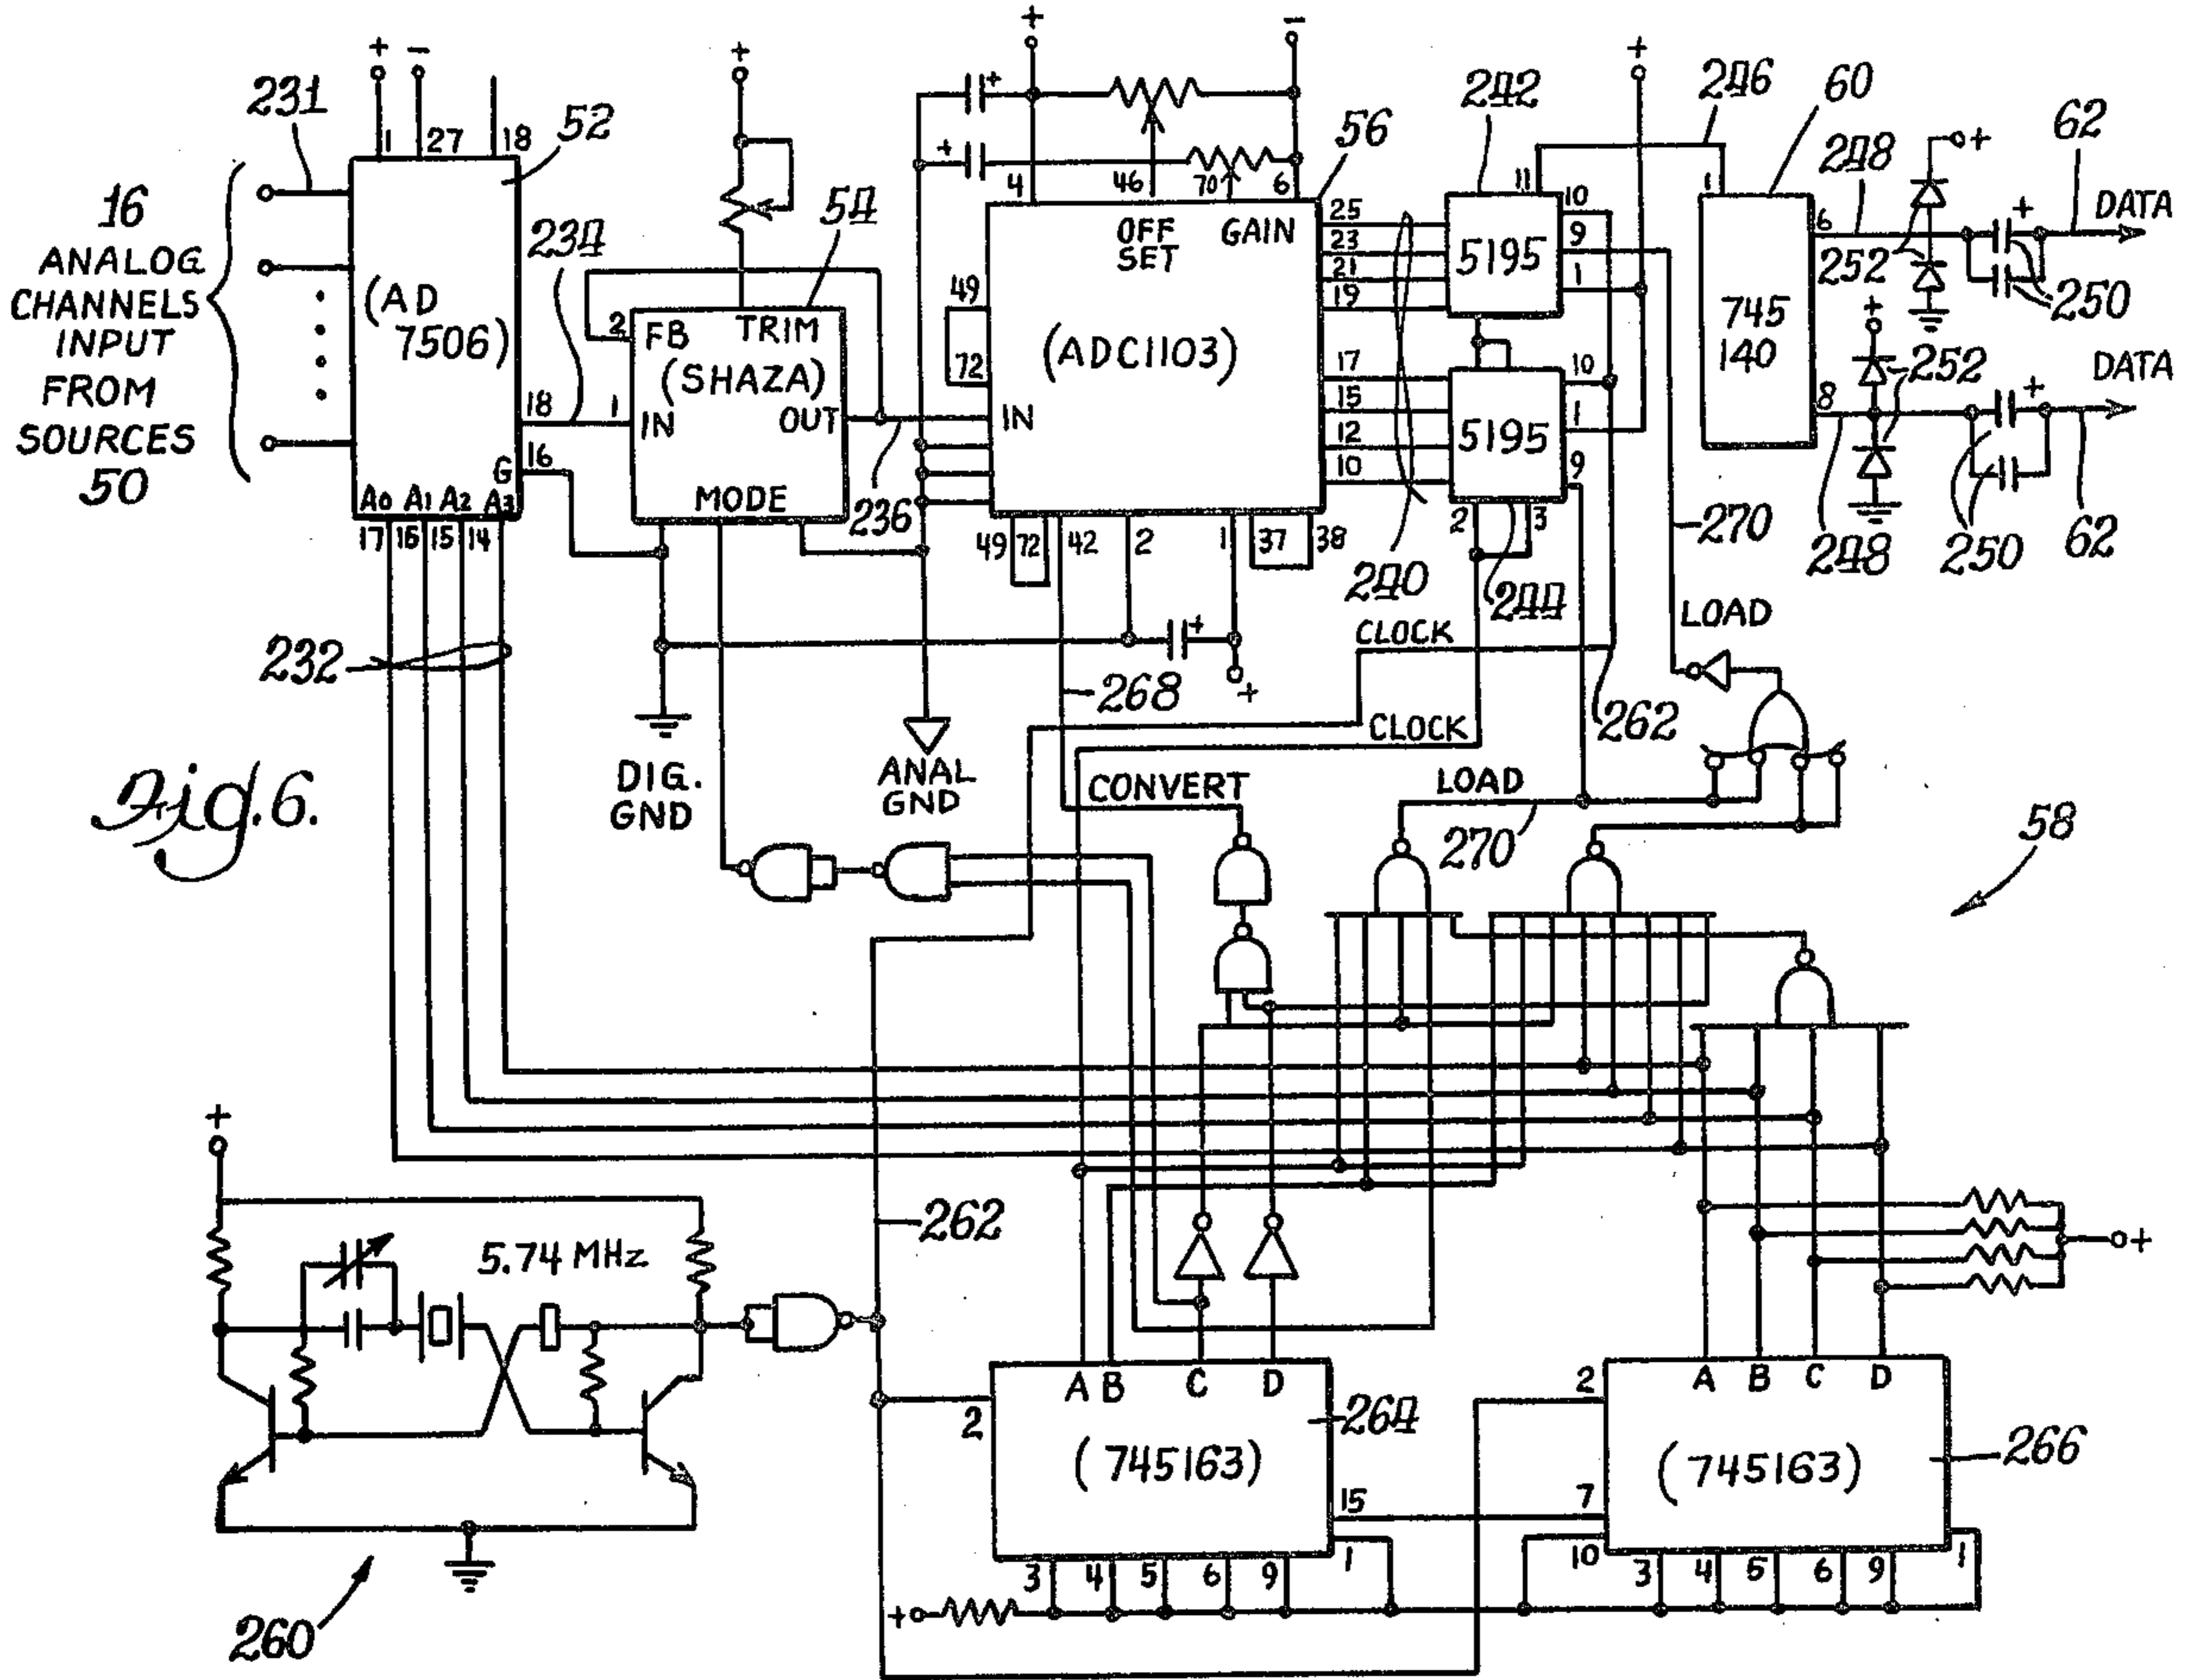 + - + + - +
231
1 27 18
52
16
ANALOG
CHANNELS
INPUT
FROM
SOURCES
50
(AD
7506)
234
18
G 16
A0 A1 A2 A3
17 16 15 14
232
54
2 FB TRIM
(SHAZA)
1 IN OUT
MODE
236
+
+
4 46 70 6
56
OFF
SET
GAIN
49
72
(ADC1103)
IN
25
23
21
19
17
15
12
10
49 72 42 2 1 37 38
240
242
11
10
9
1
5195
10
1
9
5195
2 3
244
246
60
1
745
140
6
8
248
252
+
+
62
DATA
250
+
252
+
DATA
248
250
62
270
LOAD
262
CLOCK
CLOCK
+
+
268
DIG.
GND
ANAL
GND
CONVERT
LOAD
270
58
Fig. 6.
+
5.74 MHz
262
260
2
A B C D
264
(745163)
15
1
3 4 5 6 9
+
2
A B C D
266
(745163)
7
10
3 4 5 6 9 1
+